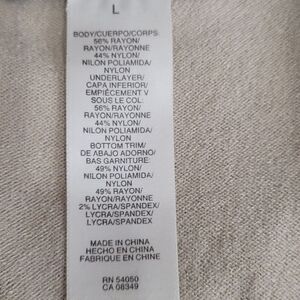 L
BODY/CUERPO/CORPS:
56% RAYON/
RAYON/RAYONNE
44% NYLON/
NILON POLIAMIDA/
NYLON
UNDERLAYER/
CAPA INFERIOR/
EMPIÈCEMENT V
SOUS LE COL:
56% RAYON/
RAYON/RAYONNE
44% NYLON/
NILON POLIAMIDA/
NYLON
BOTTOM TRIM/
DE ABAJO ADORNO/
BAS GARNITURE:
49% NYLON/
NILON POLIAMIDA/
NYLON
49% RAYON/
RAYON/RAYONNE
2% LYCRA/SPANDEX/
LYCRA/SPANDEX/
LYCRA/SPANDEX
MADE IN CHINA
HECHO EN CHINA
FABRIQUE EN CHINE
RN 54050
CA 08349